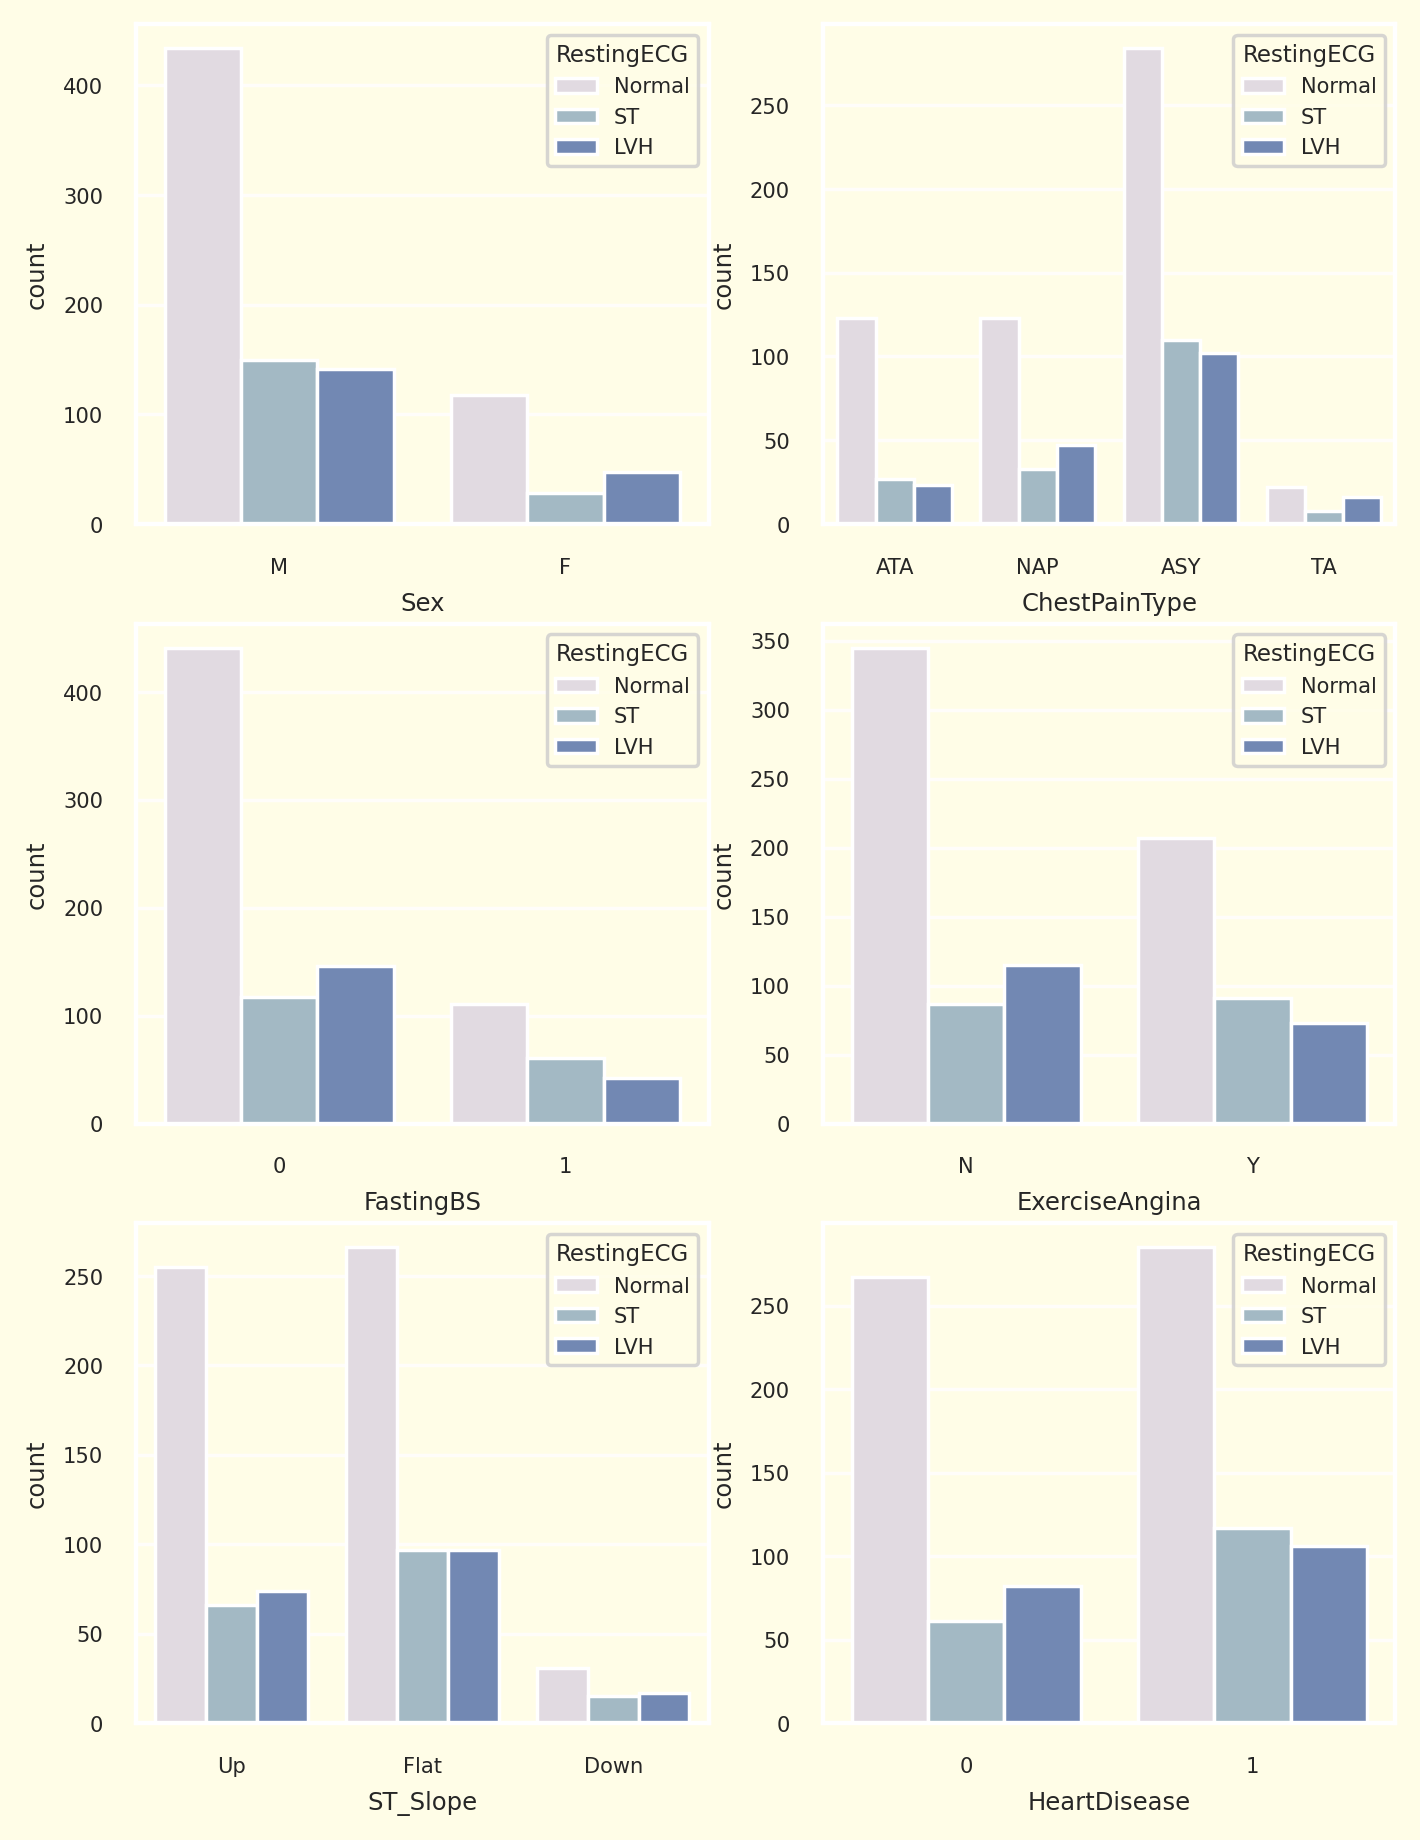 RestingECG
Normal
ST
LVH
400
300
200
100
0
count
M F
Sex
RestingECG
Normal
ST
LVH
250
200
150
100
50
0
count
ATA NAP ASY TA
ChestPainType
RestingECG
Normal
ST
LVH
400
300
200
100
0
count
0 1
FastingBS
RestingECG
Normal
ST
LVH
350
300
250
200
150
100
50
0
count
N Y
ExerciseAngina
RestingECG
Normal
ST
LVH
250
200
150
100
50
0
count
Up Flat Down
ST_Slope
RestingECG
Normal
ST
LVH
250
200
150
100
50
0
count
0 1
HeartDisease